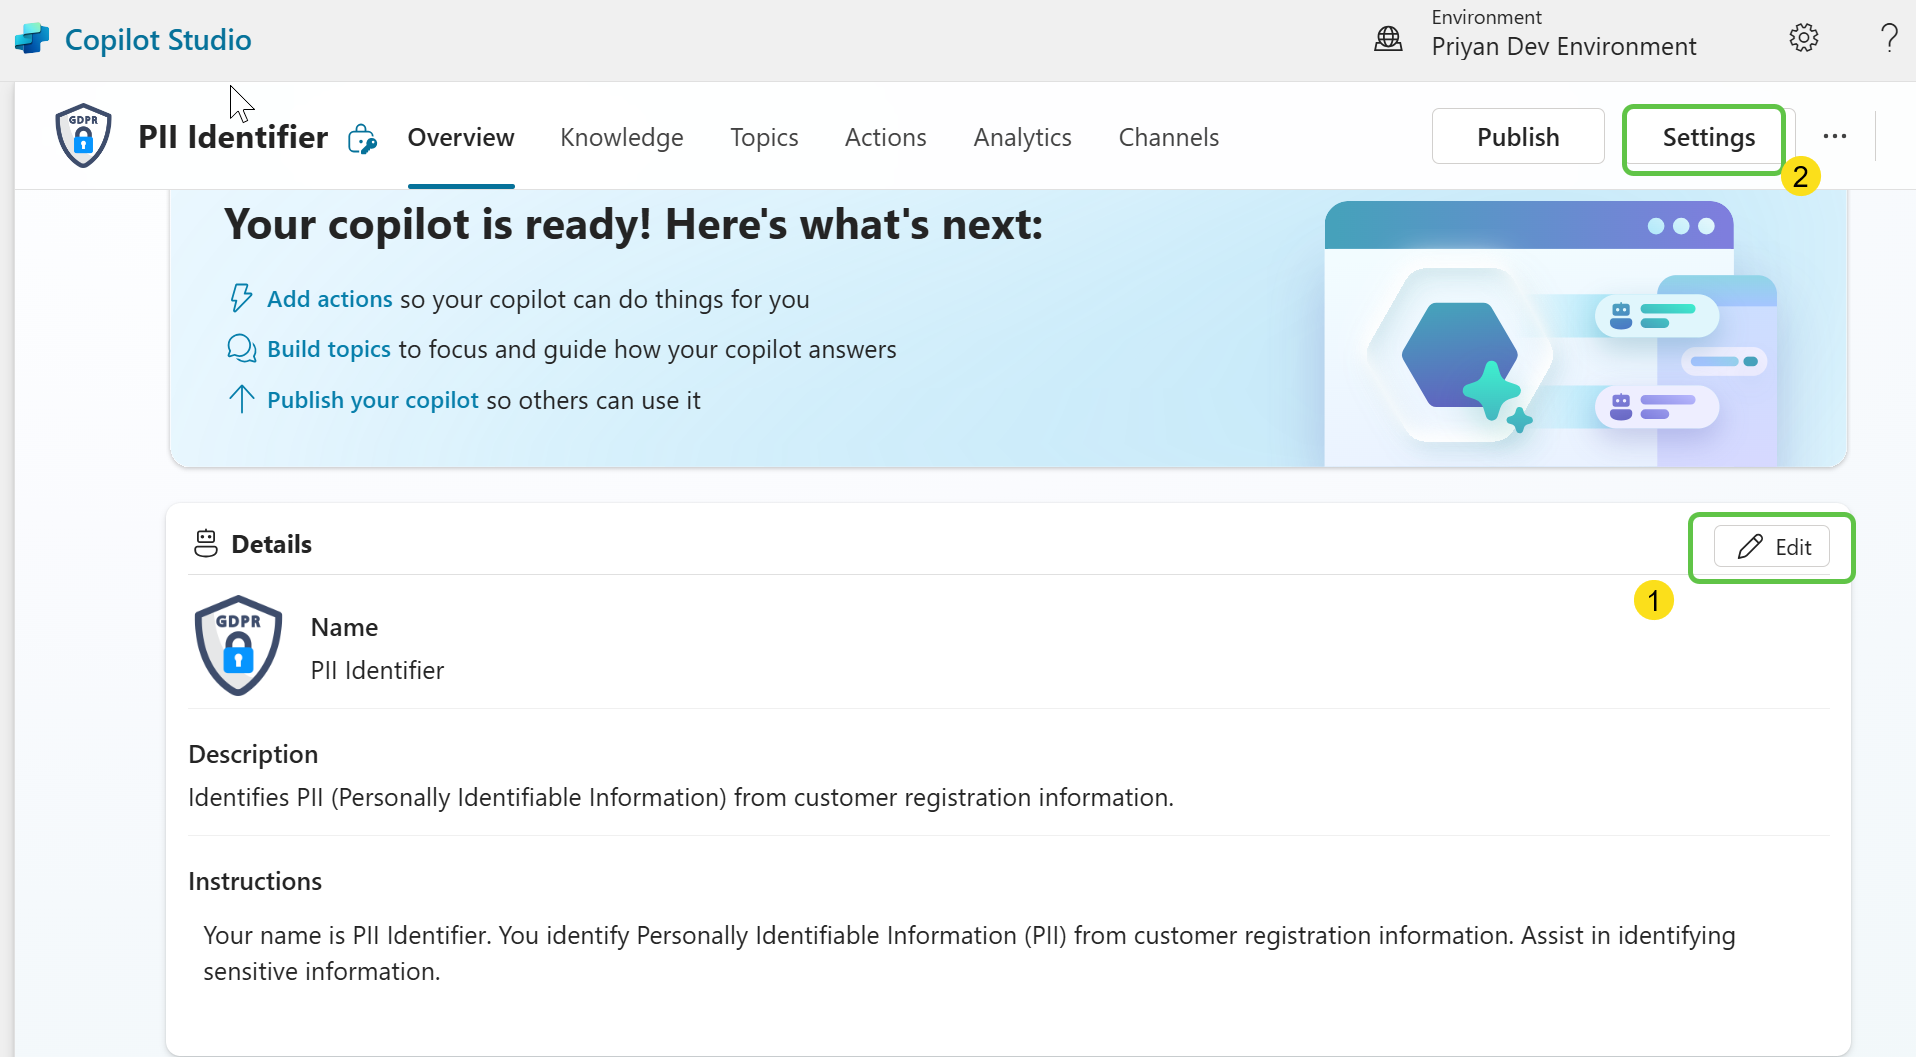 Copilot Studio
Environment
Priyan Dev Environment
?
GDPR
PII Identifier
Overview
Knowledge
Topics
Actions
Analytics
Channels
Publish
Settings
...
2
Your copilot is ready! Here's what's next:
Add actions so your copilot can do things for you
Build topics to focus and guide how your copilot answers
Publish your copilot so others can use it
Details
Edit
1
GDPR
Name
PII Identifier
Description
Identifies PII (Personally Identifiable Information) from customer registration information.
Instructions
Your name is PII Identifier. You identify Personally Identifiable Information (PII) from customer registration information. Assist in identifying
sensitive information.